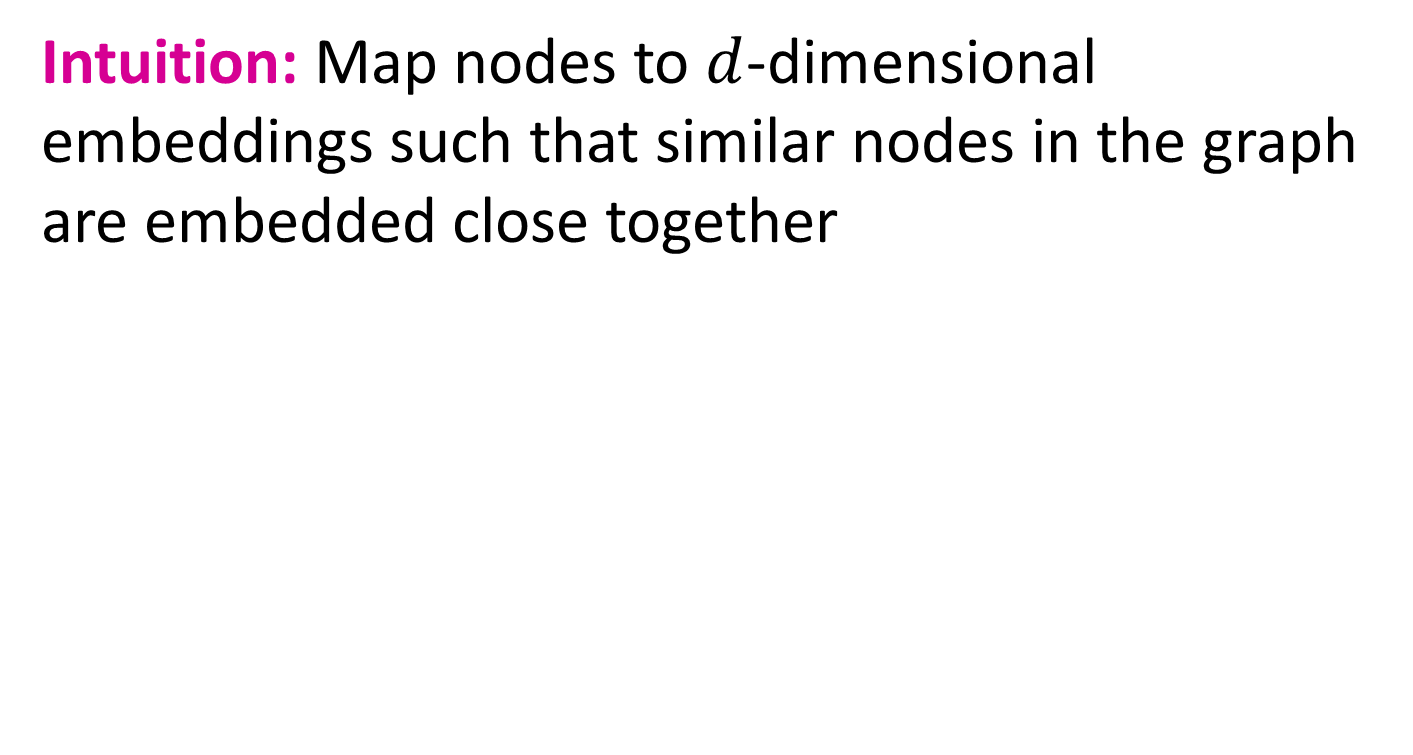 Intuition: Map nodes to d-dimensional
embeddings such that similar nodes in the graph
are embedded close together